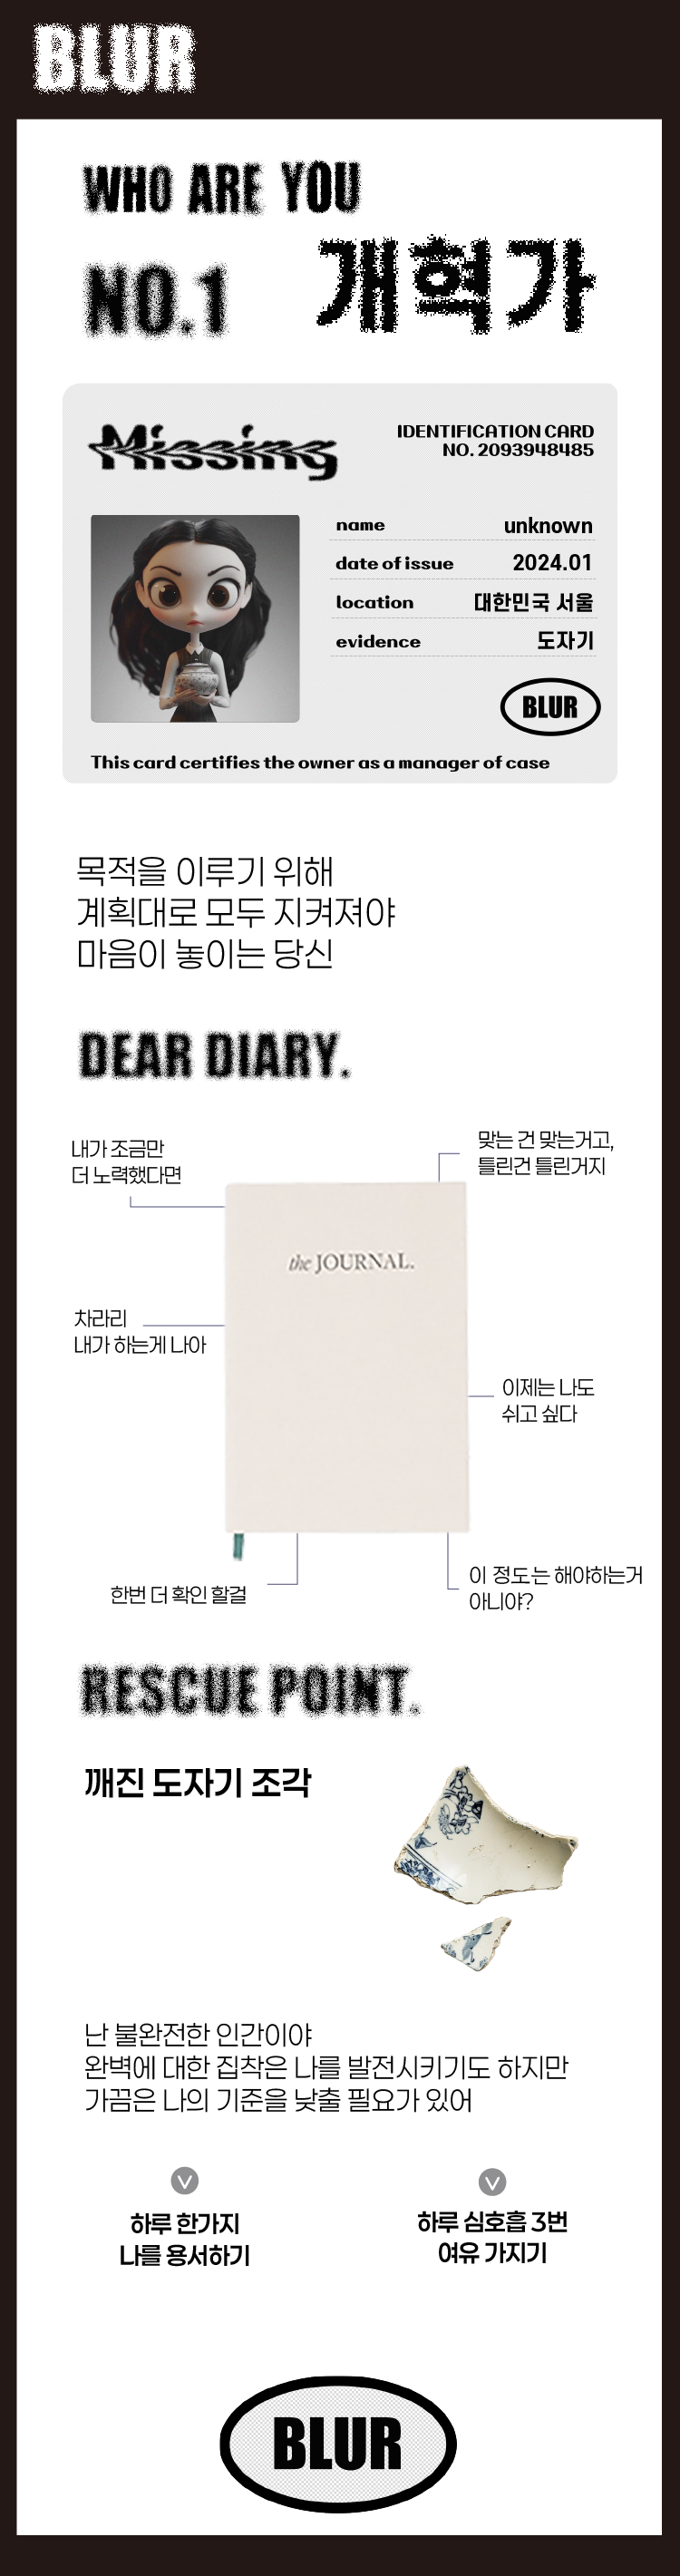 BLUR
WHO ARE YOU
NO.1 개혁가
Missing
IDENTIFICATION CARD
NO. 2093948485
name unknown
date of issue 2024.01
location 대한민국 서울
evidence 도자기
BLUR
This card certifies the owner as a manager of case
목적을 이루기 위해
계획대로 모두 지켜져야
마음이 놓이는 당신
DEAR DIARY.
내가 조금만
더 노력했다면
맞는 건 맞는거고,
틀린건 틀린거지
the JOURNAL.
차라리
내가 하는게 나아
이제는 나도
쉬고 싶다
한번 더 확인 할걸
이 정도는 해야하는거
아니야?
RESCUE POINT.
깨진 도자기 조각
난 불완전한 인간이야
완벽에 대한 집착은 나를 발전시키기도 하지만
가끔은 나의 기준을 낮출 필요가 있어
하루 한가지
나를 용서하기
하루 심호흡 3번
여유 가지기
BLUR